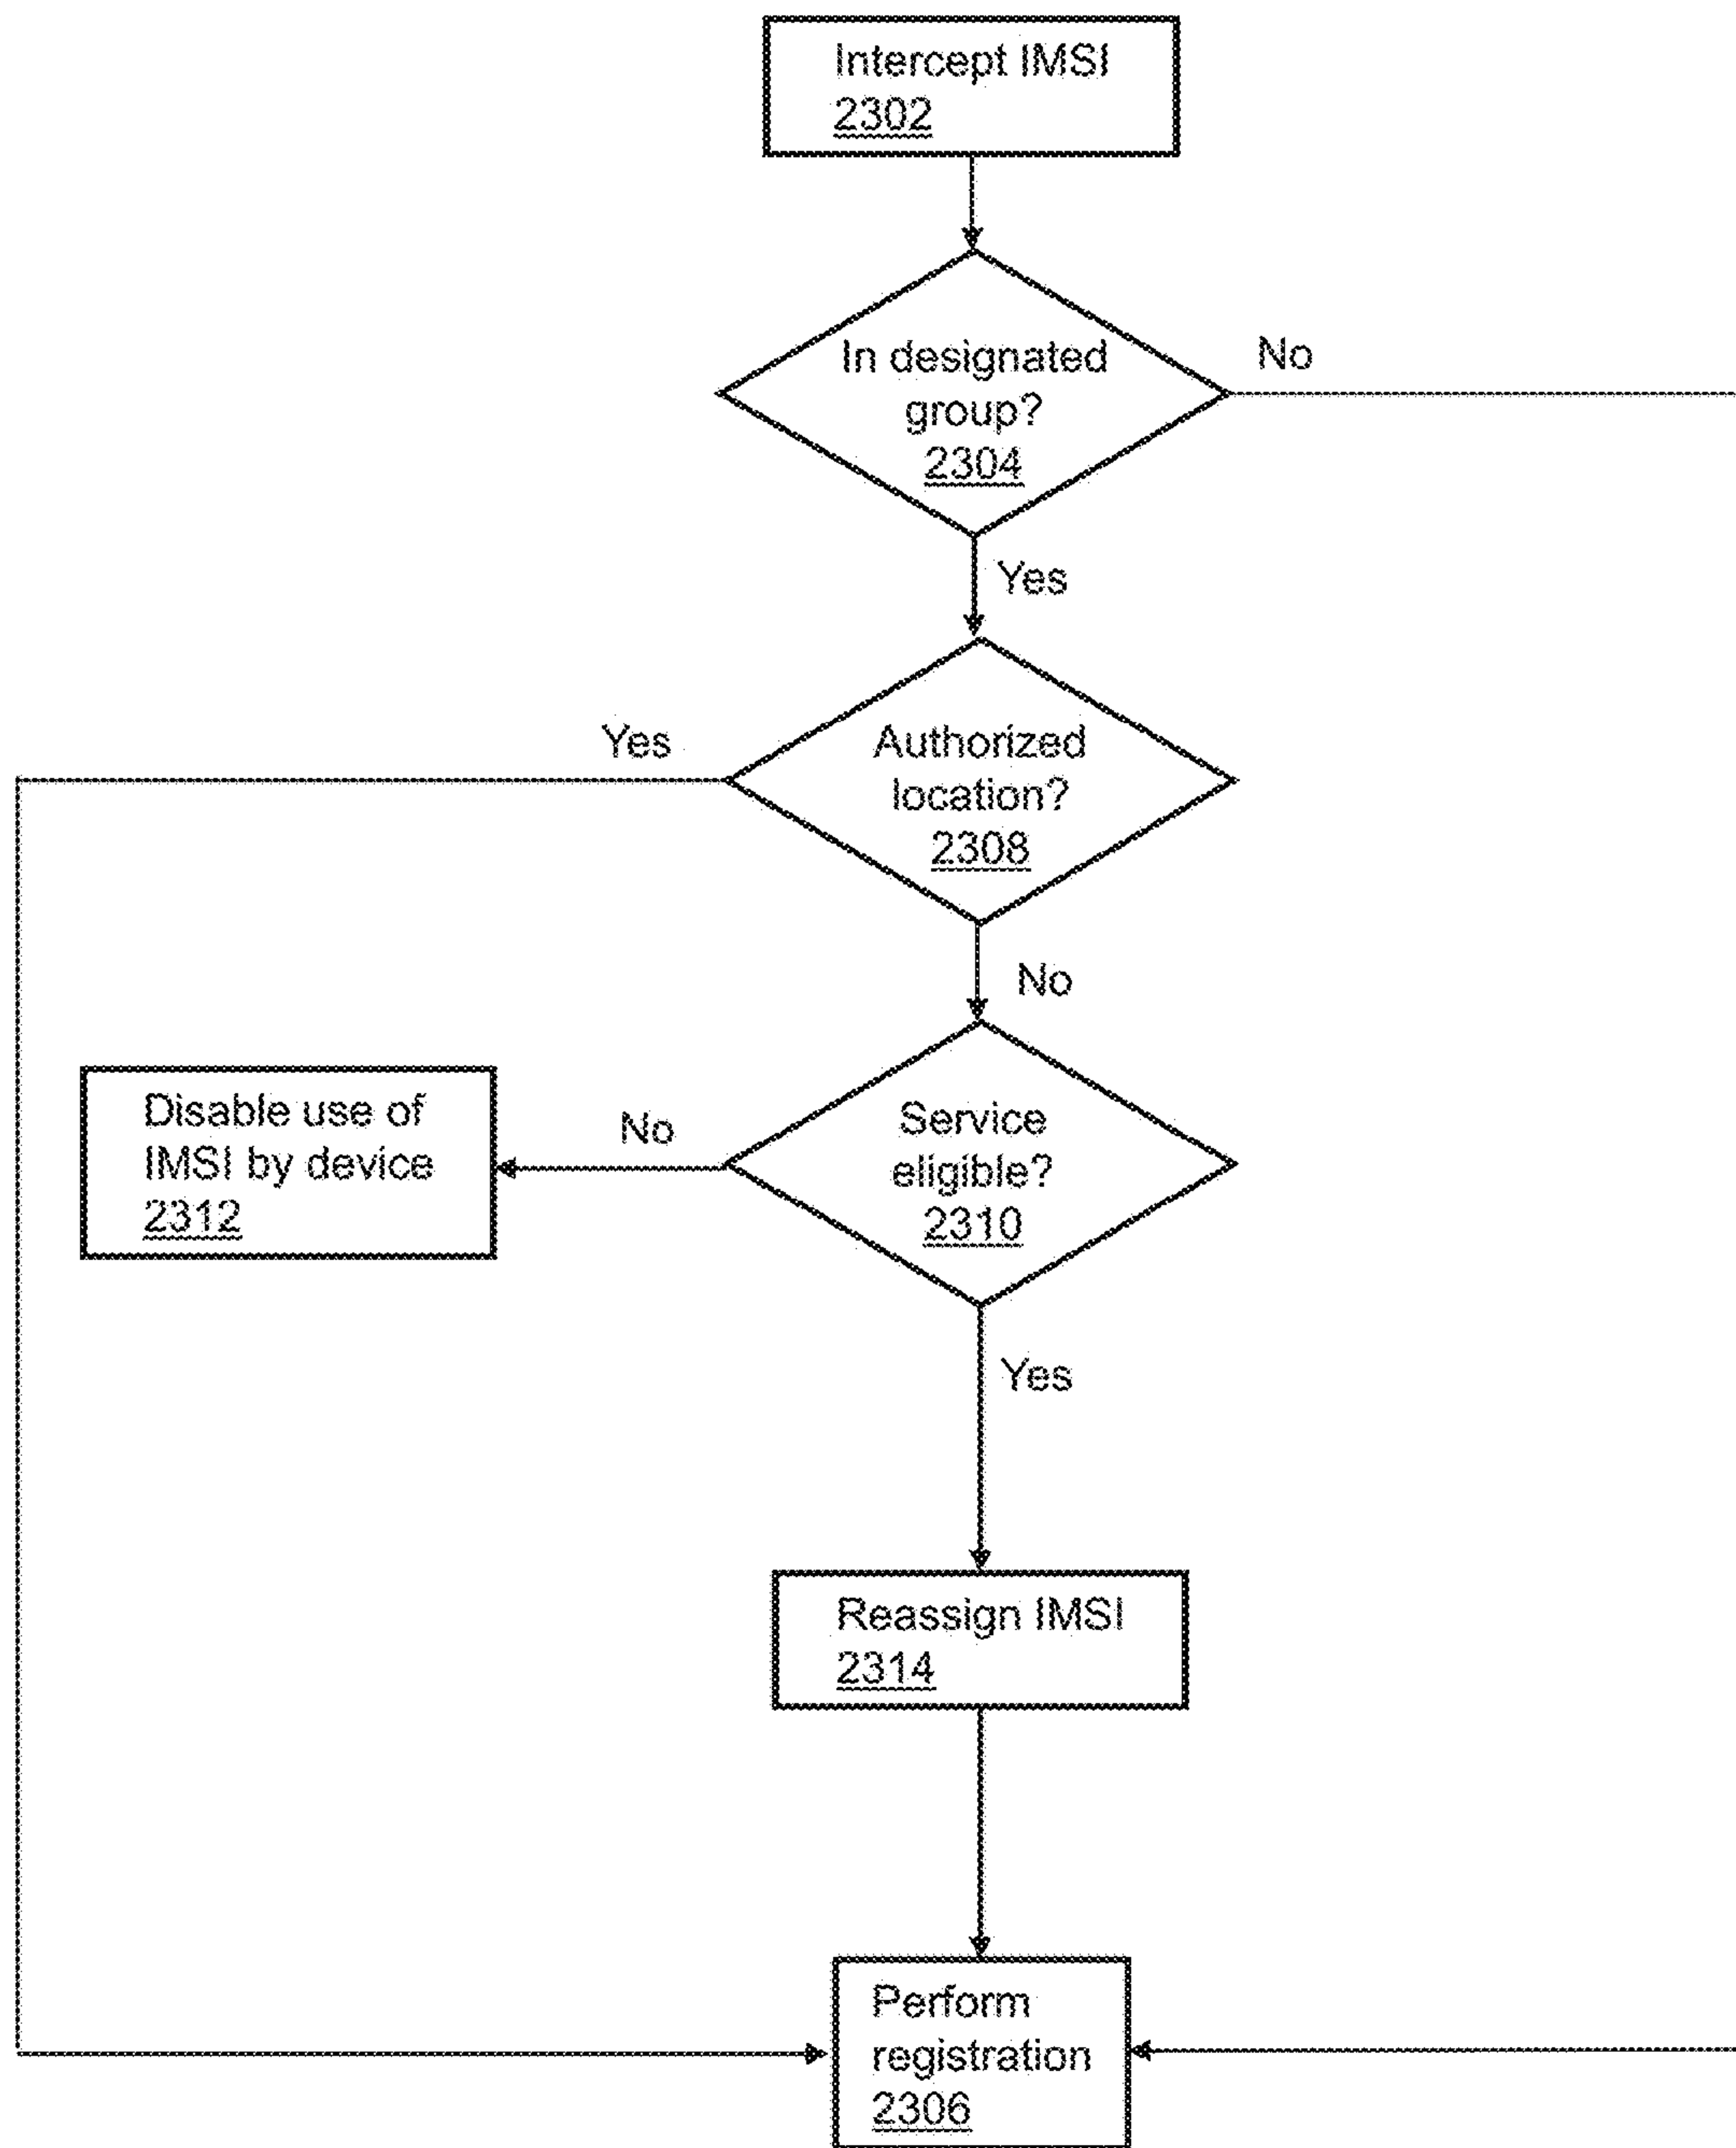 Intercept IMSI
2302
In designated
group?
2304
No
Yes
Yes
Authorized
location?
2308
No
Disable use of
IMSI by device
2312
No
Service
eligible?
2310
Yes
Reassign IMSI
2314
Perform
registration
2306